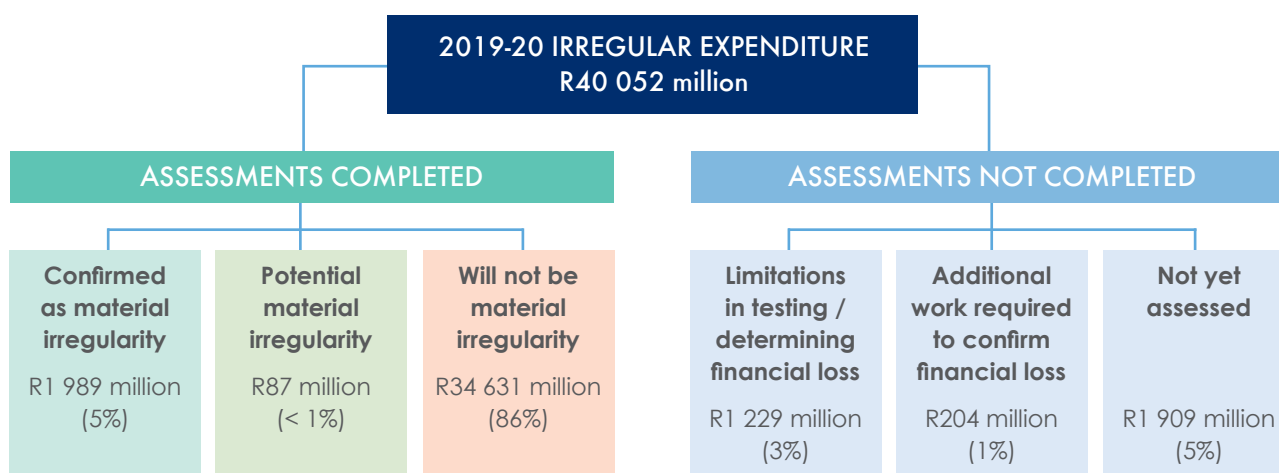 2019-20 IRREGULAR EXPENDITURE
R40 052 million
ASSESSMENTS COMPLETED
Confirmed
as material
irregularity
R1 989 million
(5%)
Potential
material
irregularity
R87 million
(< 1%)
Will not be
material
irregularity
R34 631 million
(86%)
ASSESSMENTS NOT COMPLETED
Limitations
in testing /
determining
financial loss
R1 229 million
(3%)
Additional
work required
to confirm
financial loss
R204 million
(1%)
Not yet
assessed
R1 909 million
(5%)